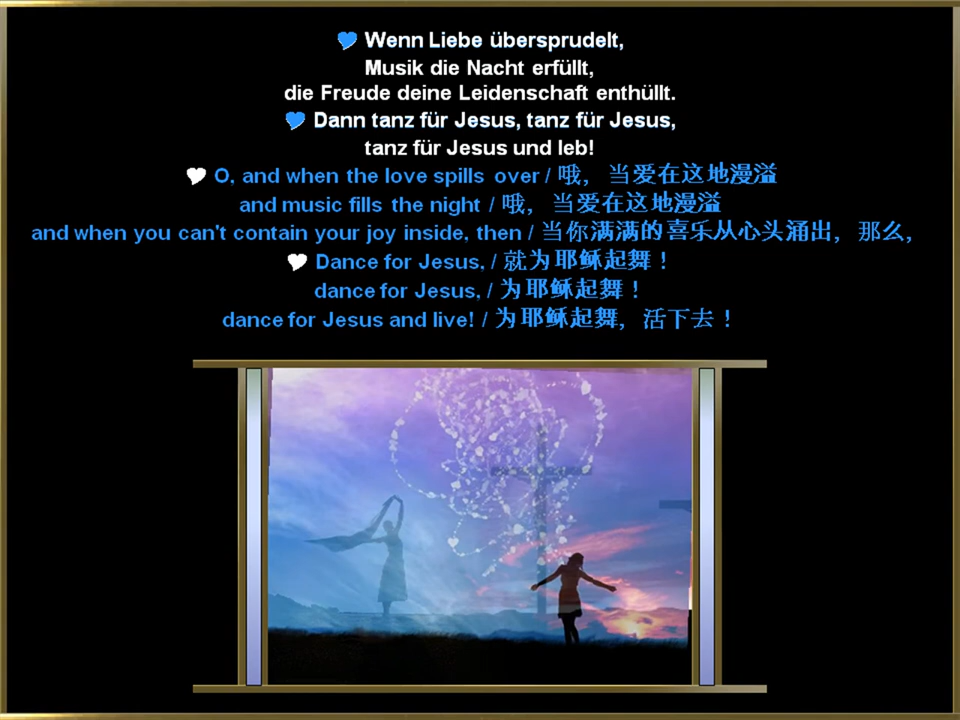 Wenn Liebe übersprudelt,
Musik die Nacht erfüllt,
die Freude deine Leidenschaft enthüllt.
Dann tanz für Jesus, tanz für Jesus,
tanz für Jesus und leb!
O, and when the love spills over / 哦，当爱在这地漫溢
and music fills the night / 哦，当爱在这地漫溢
and when you can't contain your joy inside, then / 当你满满的喜乐从心头涌出，那么，
Dance for Jesus, / 就为耶稣起舞！
dance for Jesus, / 为耶稣起舞！
dance for Jesus and live! / 为耶稣起舞，活下去！